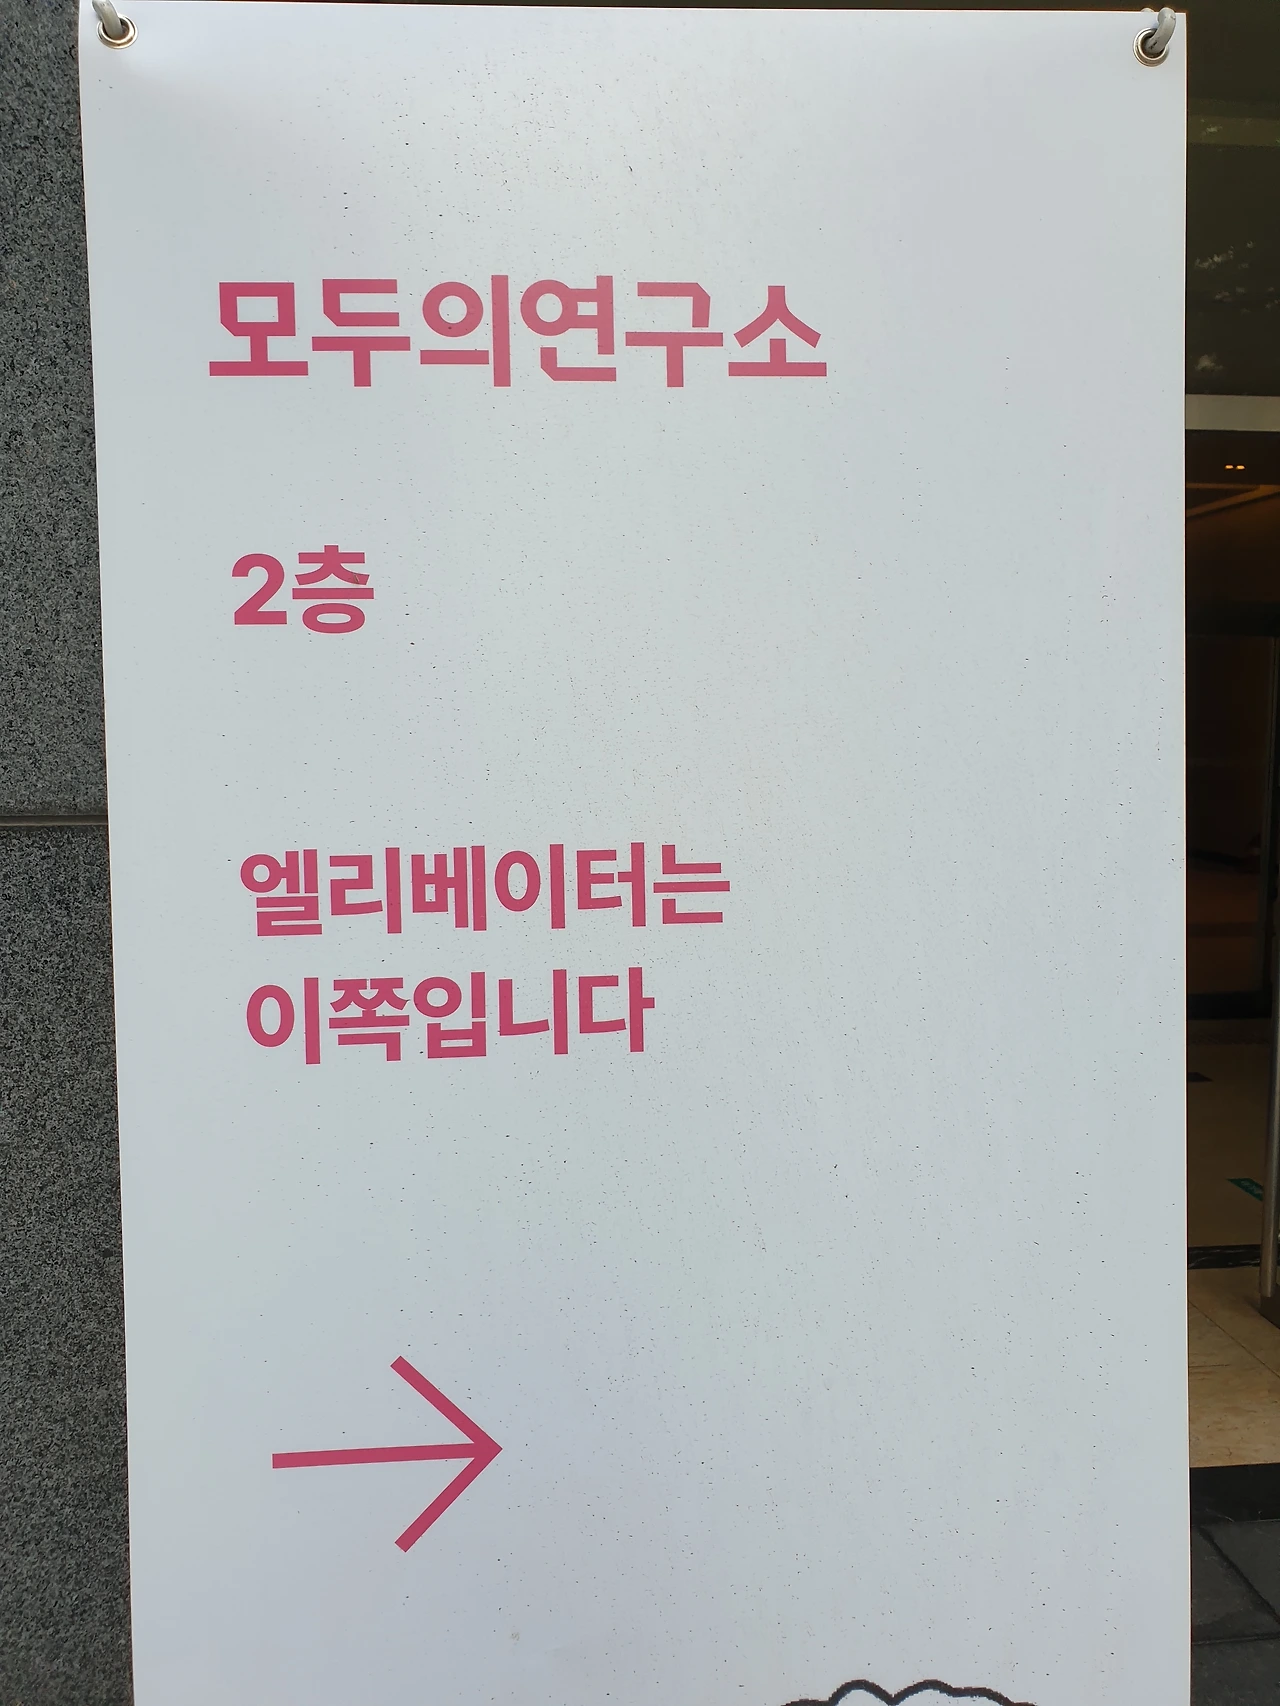 모두의연구소
2층
엘리베이터는
이쪽입니다